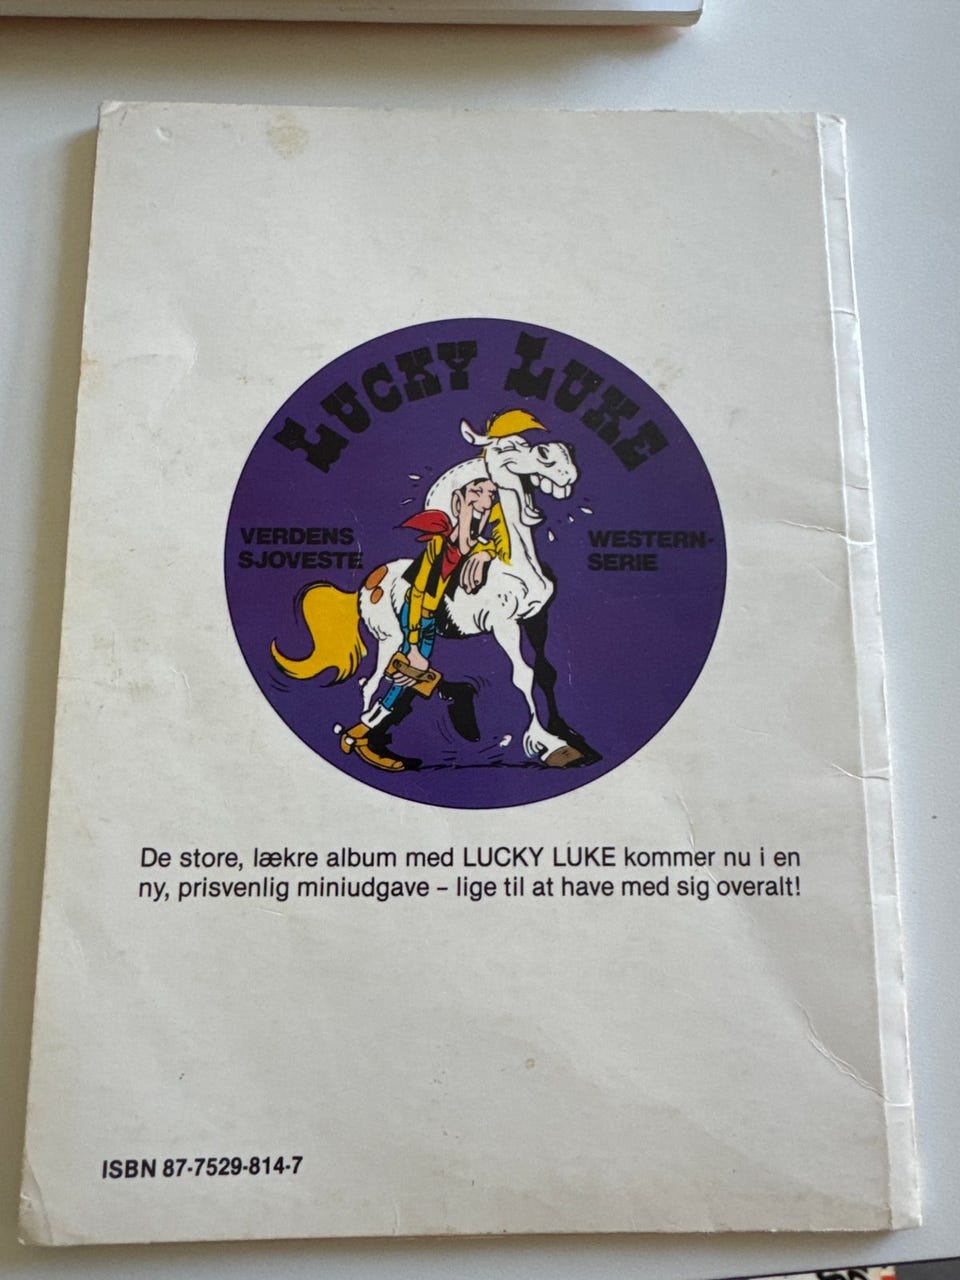 LUCKY LUKE
VERDENS
SJOVESTE
WESTERN-
SERIE
De store, lækre album med LUCKY LUKE kommer nu i en
ny, prisvenlig miniudgave – lige til at have med sig overalt!
ISBN 87-7529-814-7